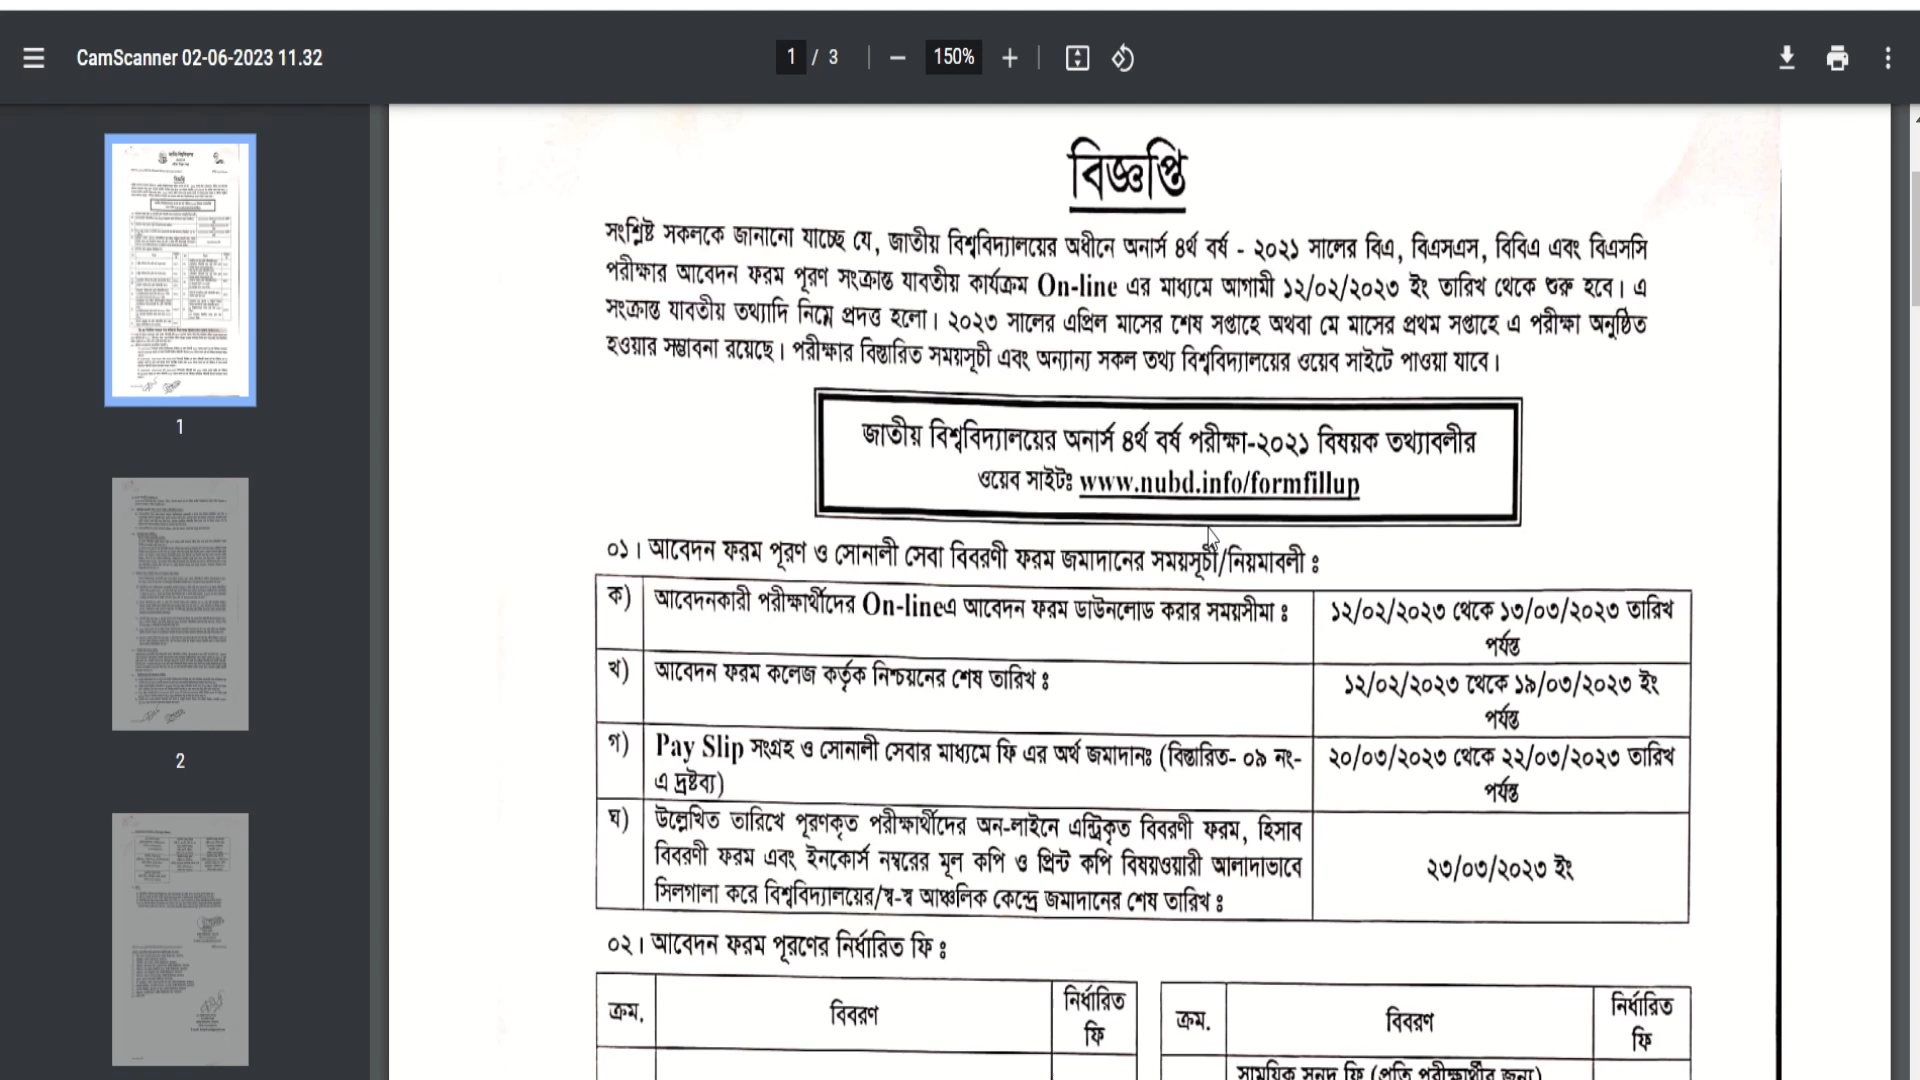 CamScanner 02-06-2023 11.32
1 / 3
150%
বিজ্ঞপ্তি
সংশ্লিষ্ট সকলকে জানানো যাচ্ছে যে, জাতীয় বিশ্ববিদ্যালয়ের অধীনে অনার্স ৪র্থ বর্ষ - ২০২১ সালের বিএ, বিএসএস, বিবিএ এবং বিএসসি
পরীক্ষার আবেদন ফরম পূরণ সংক্রান্ত যাবতীয় কার্যক্রম On-line এর মাধ্যমে আগামী ১২/০২/২০২৩ ইং তারিখ থেকে শুরু হবে। এ
সংক্রান্ত যাবতীয় তথ্যাদি নিম্নে প্রদত্ত হলো। ২০২৩ সালের এপ্রিল মাসের শেষ সপ্তাহে অথবা মে মাসের প্রথম সপ্তাহে এ পরীক্ষা অনুষ্ঠিত
হওয়ার সম্ভাবনা রয়েছে। পরীক্ষার বিস্তারিত সময়সূচী এবং অন্যান্য সকল তথ্য বিশ্ববিদ্যালয়ের ওয়েব সাইটে পাওয়া যাবে।
জাতীয় বিশ্ববিদ্যালয়ের অনার্স ৪র্থ বর্ষ পরীক্ষা-২০২১ বিষয়ক তথ্যাবলীর
ওয়েব সাইটঃ www.nubd.info/formfillup
০১। আবেদন ফরম পূরণ ও সোনালী সেবা বিবরণী ফরম জমাদানের সময়সূচী/নিয়মাবলী ঃ
ক) আবেদনকারী পরীক্ষার্থীদের On-lineএ আবেদন ফরম ডাউনলোড করার সময়সীমা ঃ ১২/০২/২০২৩ থেকে ১৩/০৩/২০২৩ তারিখ
পর্যন্ত
খ) আবেদন ফরম কলেজ কর্তৃক নিশ্চয়নের শেষ তারিখ ঃ ১২/০২/২০২৩ থেকে ১৯/০৩/২০২৩ ইং
পর্যন্ত
গ) Pay Slip সংগ্রহ ও সোনালী সেবার মাধ্যমে ফি এর অর্থ জমাদানঃ (বিস্তারিত- ০৯ নং- ২০/০৩/২০২৩ থেকে ২২/০৩/২০২৩ তারিখ
এ দ্রষ্টব্য) পর্যন্ত
ঘ) উল্লেখিত তারিখে পূরণকৃত পরীক্ষার্থীদের অন-লাইনে এন্ট্রিকৃত বিবরণী ফরম, হিসাব
বিবরণী ফরম এবং ইনকোর্স নম্বরের মূল কপি ও প্রিন্ট কপি বিষয়ওয়ারী আলাদাভাবে ২৩/০৩/২০২৩ ইং
সিলগালা করে বিশ্ববিদ্যালয়ের/স্ব-স্ব আঞ্চলিক কেন্দ্রে জমাদানের শেষ তারিখ ঃ
০২। আবেদন ফরম পূরণের নির্ধারিত ফি ঃ
ক্রম. বিবরণ নির্ধারিত ফি ক্রম. বিবরণ নির্ধারিত ফি
সাময়িক সনদ ফি (প্রতি পরীক্ষার্থীর জন্য)
1
2